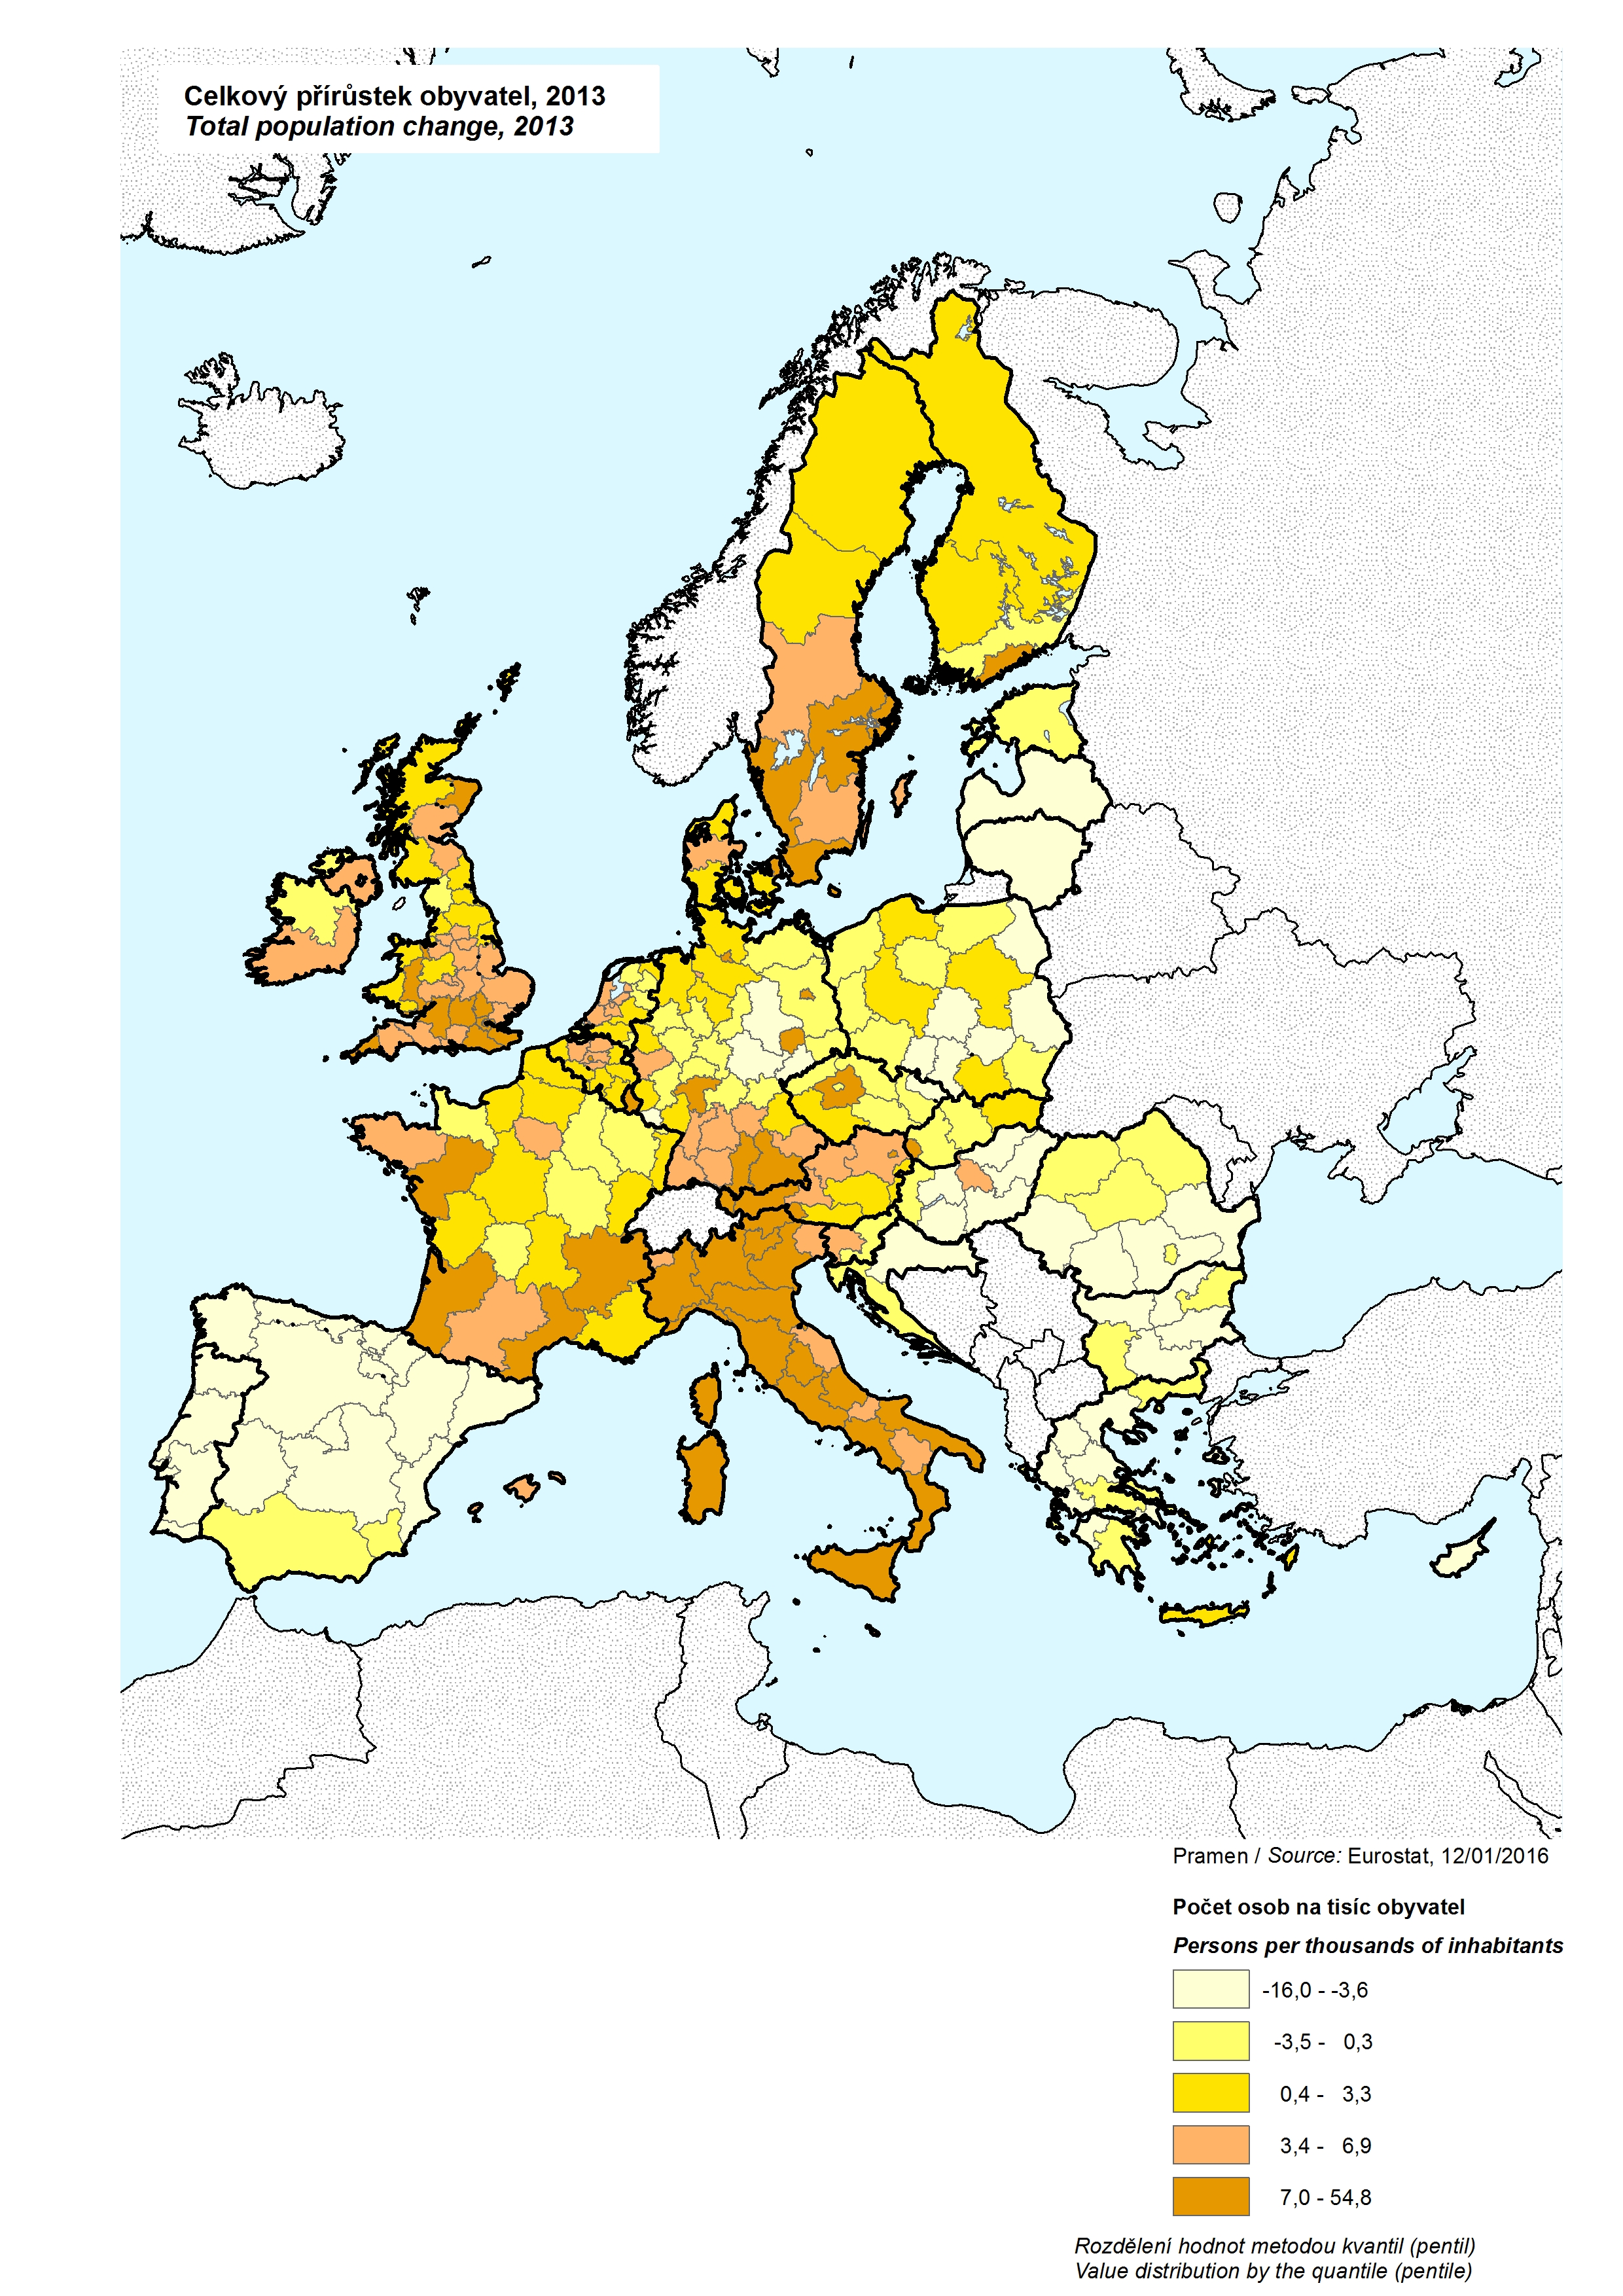 Celkový přírůstek obyvatel, 2013
Total population change, 2013
Pramen / Source: Eurostat, 12/01/2016
Počet osob na tisíc obyvatel
Persons per thousands of inhabitants
-16,0 - -3,6
-3,5 - 0,3
0,4 - 3,3
3,4 - 6,9
7,0 - 54,8
Rozdělení hodnot metodou kvantil (pentil)
Value distribution by the quantile (pentile)